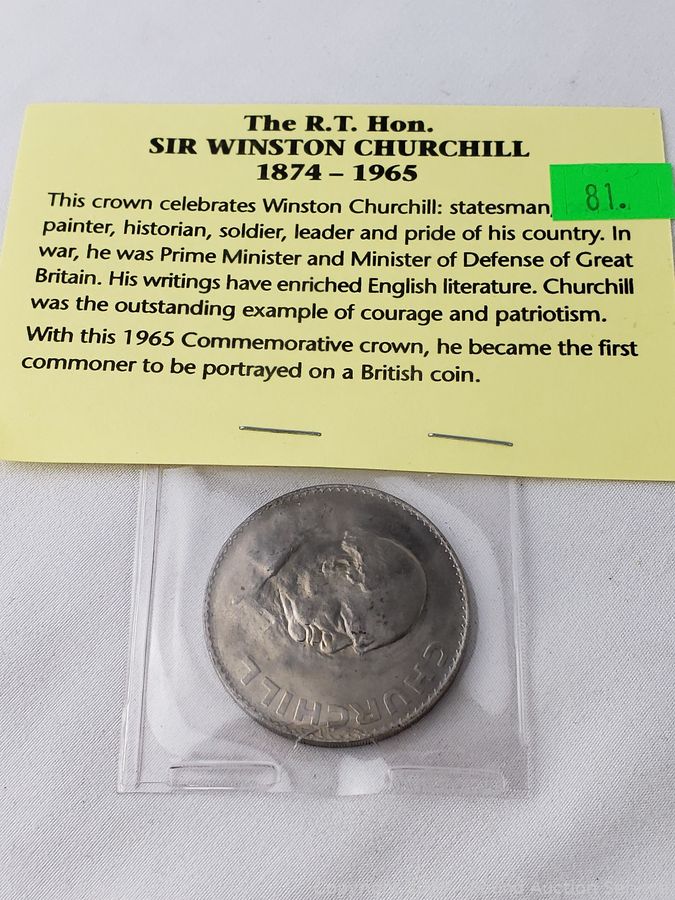 The R.T. Hon.
SIR WINSTON CHURCHILL
1874 – 1965
81.
This crown celebrates Winston Churchill: statesman,
painter, historian, soldier, leader and pride of his country. In
war, he was Prime Minister and Minister of Defense of Great
Britain. His writings have enriched English literature. Churchill
was the outstanding example of courage and patriotism.
With this 1965 Commemorative crown, he became the first
commoner to be portrayed on a British coin.
CHURCHILL
Auction Service